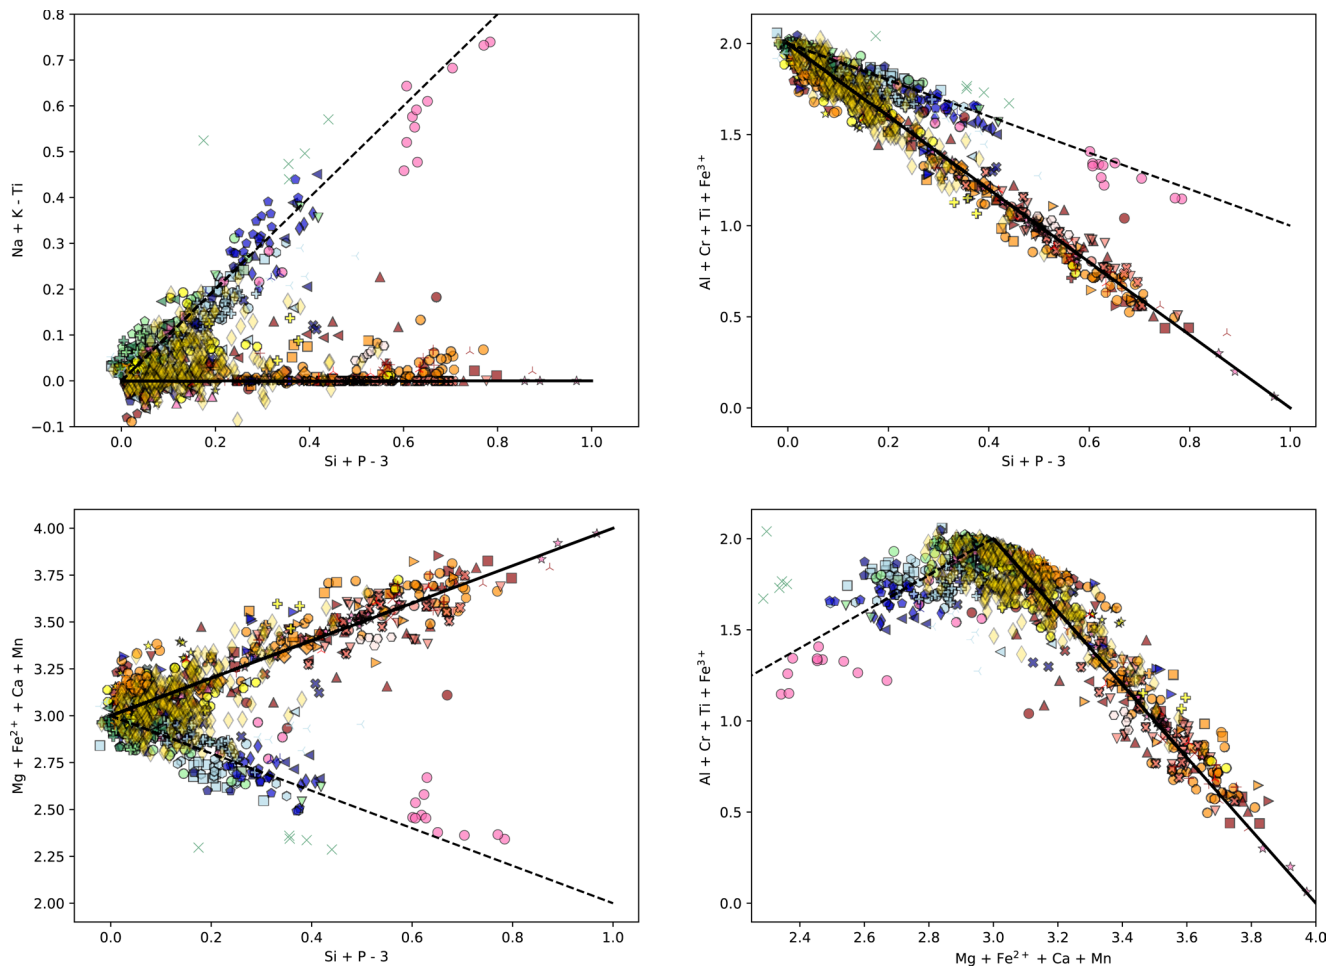 0.8
0.7
0.6
0.5
0.4
0.3
0.2
0.1
0.0
−0.1
Na + K - Ti
0.0 0.2 0.4 0.6 0.8 1.0
Si + P - 3
2.0
1.5
1.0
0.5
0.0
Al + Cr + Ti + Fe³⁺
0.0 0.2 0.4 0.6 0.8 1.0
Si + P - 3
4.00
3.75
3.50
3.25
3.00
2.75
2.50
2.25
2.00
Mg + Fe²⁺ + Ca + Mn
0.0 0.2 0.4 0.6 0.8 1.0
Si + P - 3
2.0
1.5
1.0
0.5
0.0
Al + Cr + Ti + Fe³⁺
2.4 2.8 3.0 3.2 3.6 4.0
Mg + Fe²⁺ + Ca + Mn